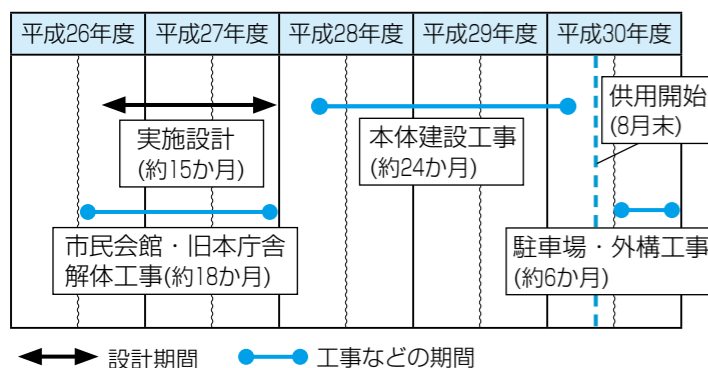 平成26年度 平成27年度 平成28年度 平成29年度 平成30年度
実施設計
(約15か月)
本体建設工事
(約24か月)
供用開始
(8月末)
市民会館・旧本庁舎
解体工事(約18か月)
駐車場・外構工事
(約6か月)
設計期間 工事などの期間